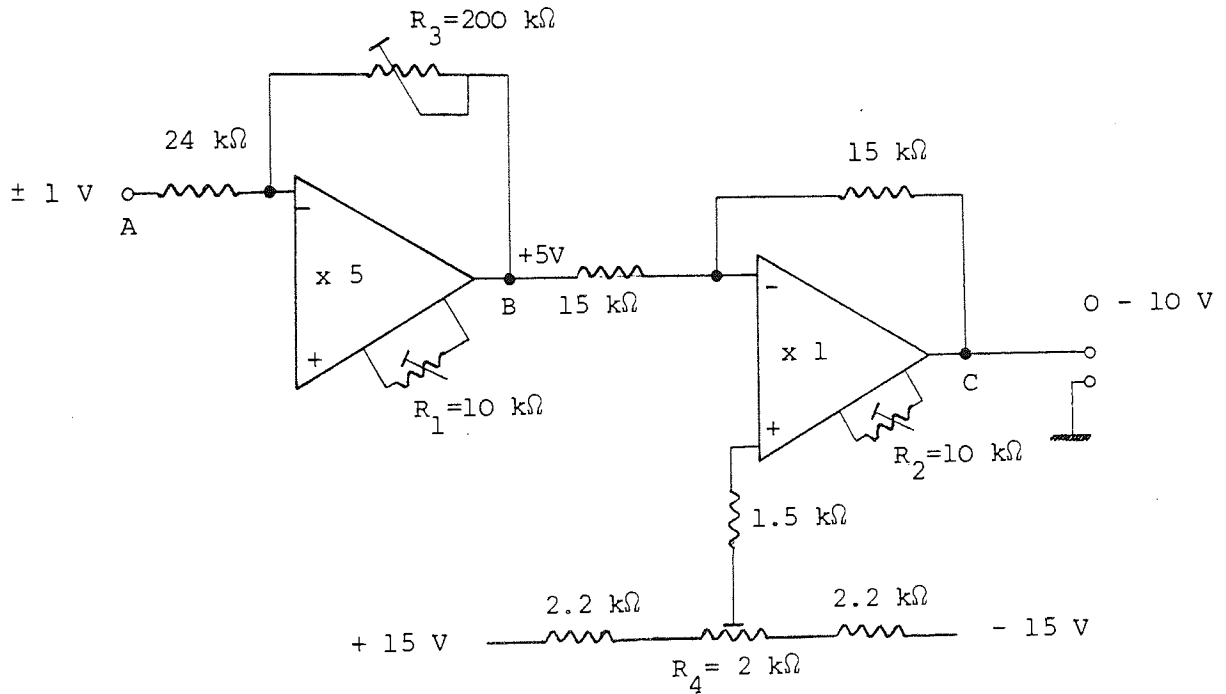 R3=200 kΩ
24 kΩ
15 kΩ
± 1 V
A
-
x 5
+
+5V
B
15 kΩ
R1=10 kΩ
-
x 1
+
C
O - 10 V
R2=10 kΩ
1.5 kΩ
2.2 kΩ
2.2 kΩ
+ 15 V
- 15 V
R4= 2 kΩ